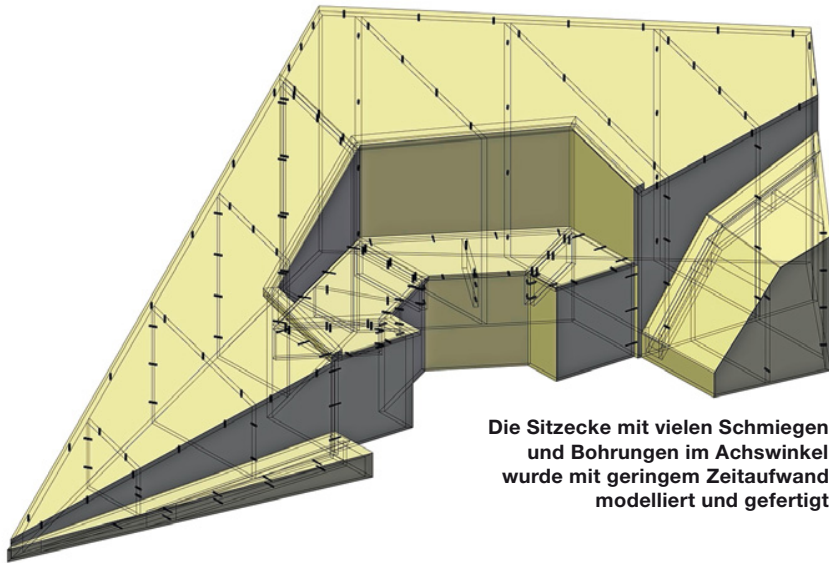 Die Sitzecke mit vielen Schmiegen
und Bohrungen im Achswinkel
wurde mit geringem Zeitaufwand
modelliert und gefertigt